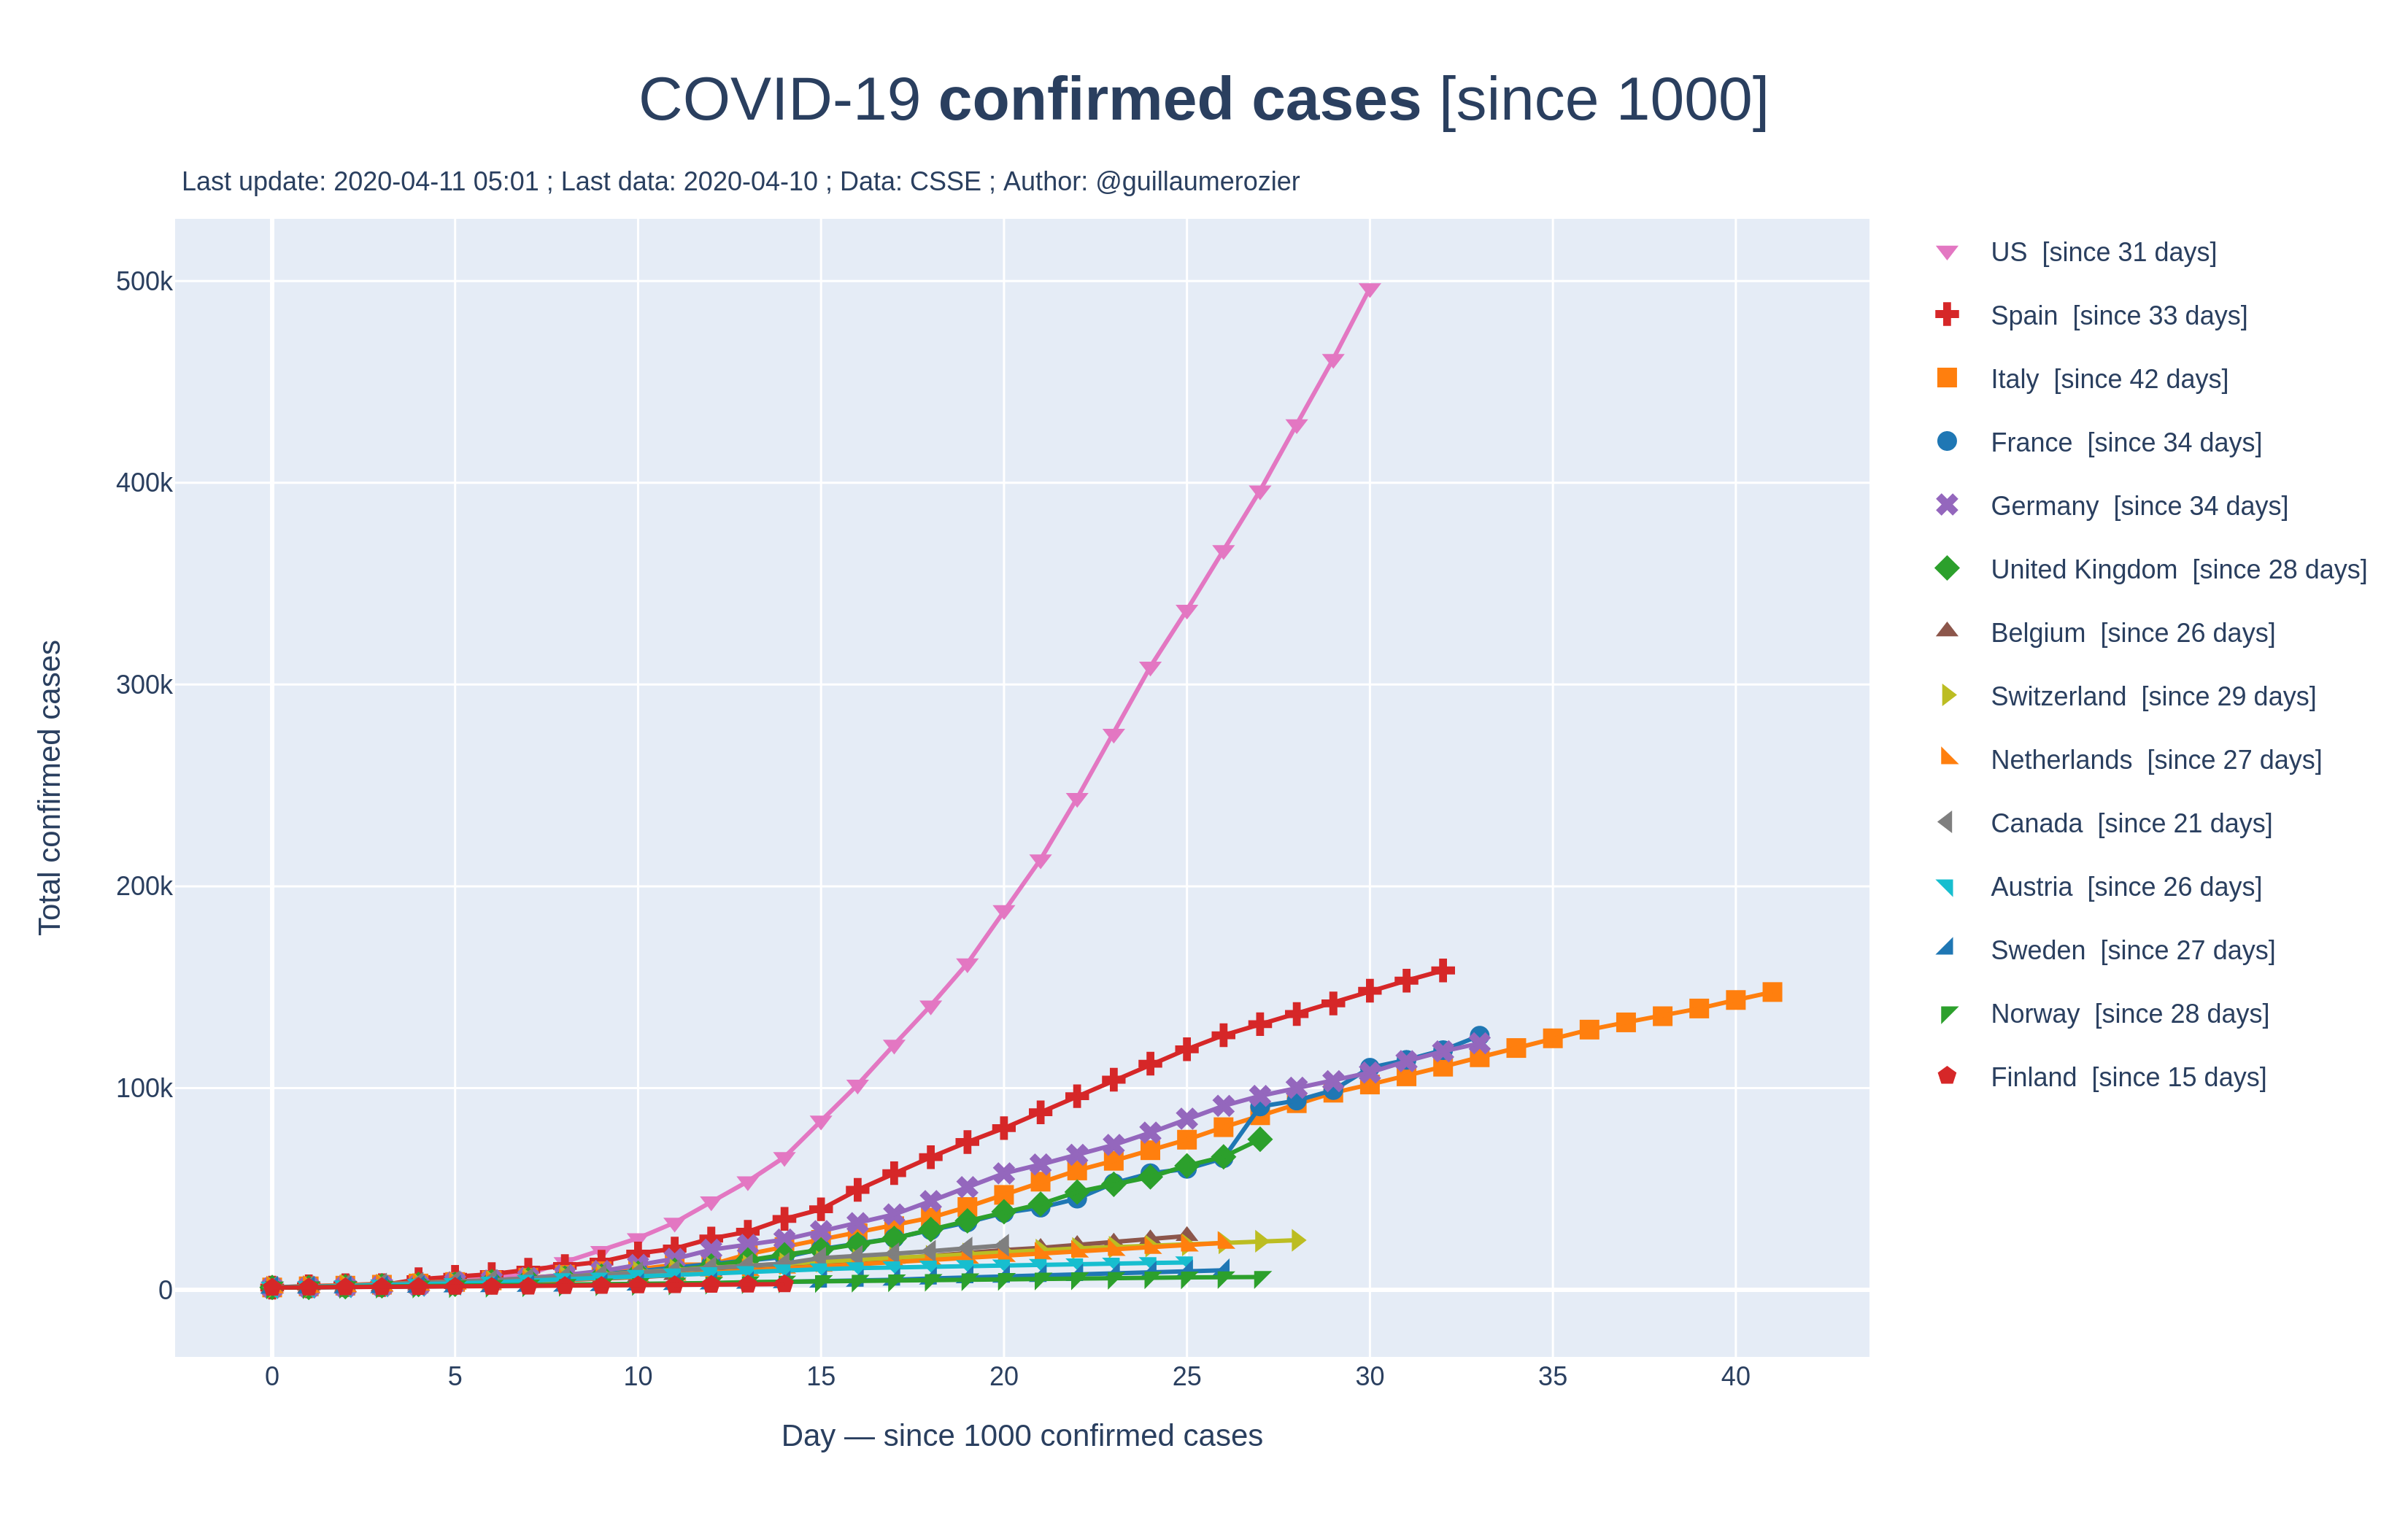 COVID-19 confirmed cases [since 1000]
Last update: 2020-04-11 05:01 ; Last data: 2020-04-10 ; Data: CSSE ; Author: @guillaumerozier
500k
400k
300k
200k
100k
0
Total confirmed cases
0 5 10 15 20 25 30 35 40
Day — since 1000 confirmed cases
US [since 31 days]
Spain [since 33 days]
Italy [since 42 days]
France [since 34 days]
Germany [since 34 days]
United Kingdom [since 28 days]
Belgium [since 26 days]
Switzerland [since 29 days]
Netherlands [since 27 days]
Canada [since 21 days]
Austria [since 26 days]
Sweden [since 27 days]
Norway [since 28 days]
Finland [since 15 days]